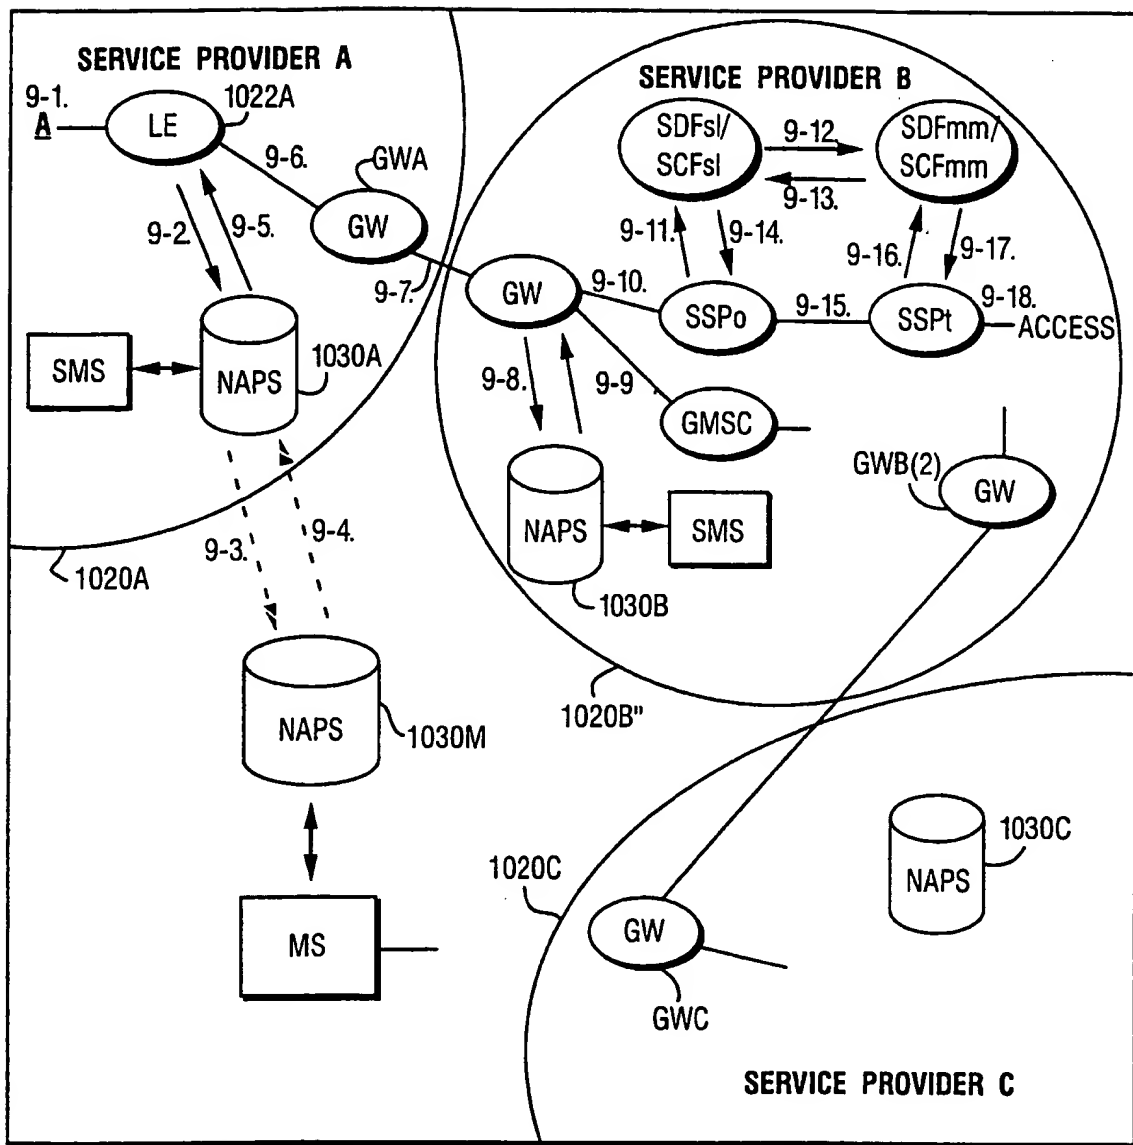 SERVICE PROVIDER A
9-1.
A
LE
1022A
9-6.
GWA
GW
9-2.
9-5.
9-7.
SMS
NAPS
1030A
1020A
9-3.
9-4.
NAPS
1030M
MS
SERVICE PROVIDER B
SDFsl/
SCFsl
9-12.
9-13.
SDFmm/
SCFmm
9-11.
9-14.
9-16.
9-17.
GW
9-10.
SSPo
9-15.
SSPt
9-18.
ACCESS
9-8.
9-9
GMSC
NAPS
SMS
1030B
GWB(2)
GW
1020B"
1020C
GW
GWC
NAPS
1030C
SERVICE PROVIDER C